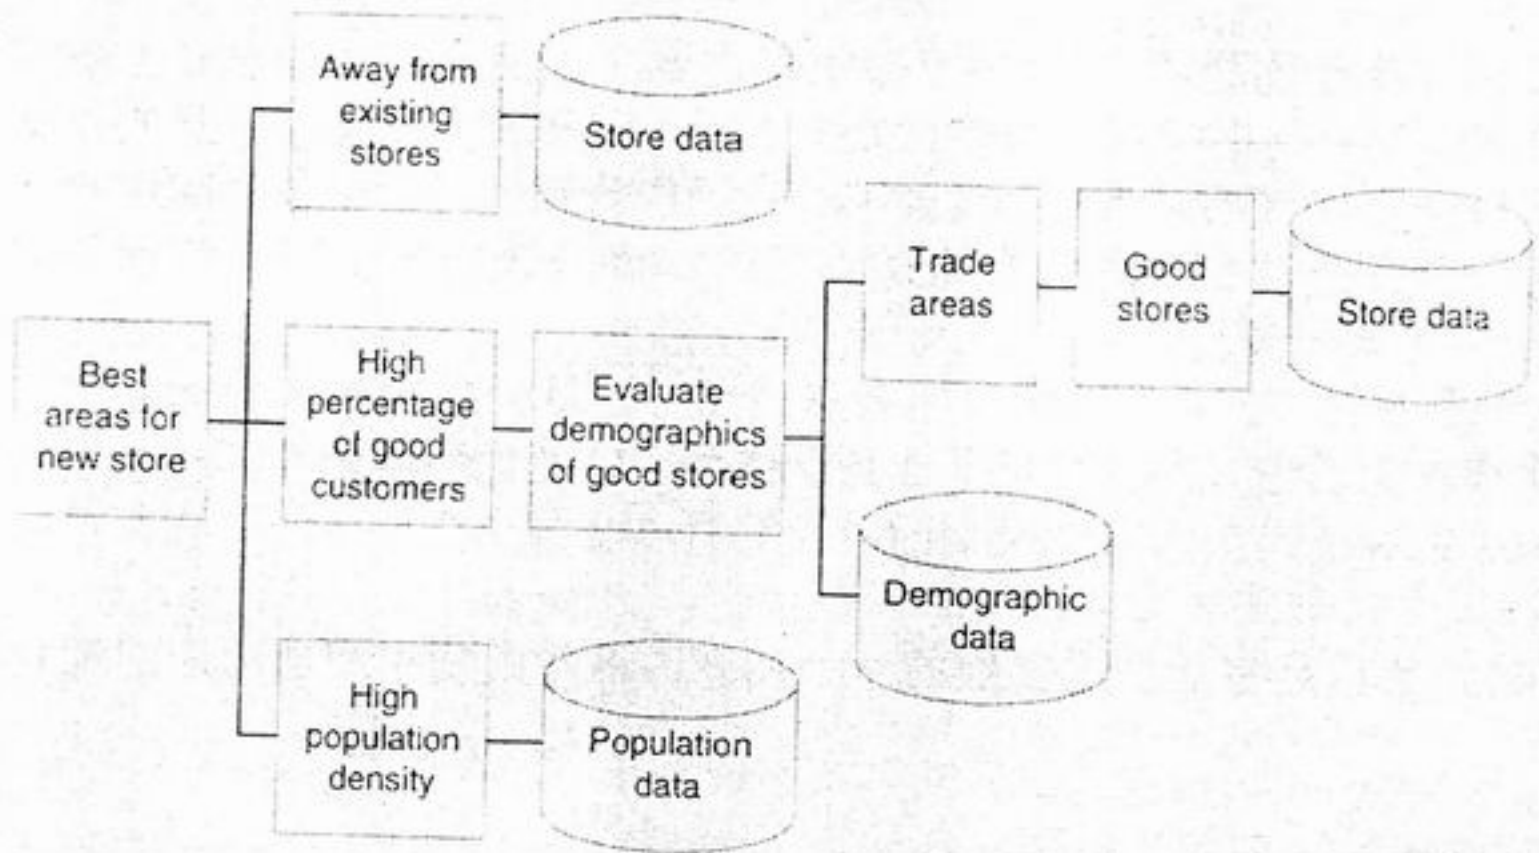 Away from
existing
stores
Store data
Trade
areas
Good
stores
Store data
Best
areas for
new store
High
percentage
of good
customers
Evaluate
demographics
of good stores
Demographic
data
High
population
density
Population
data